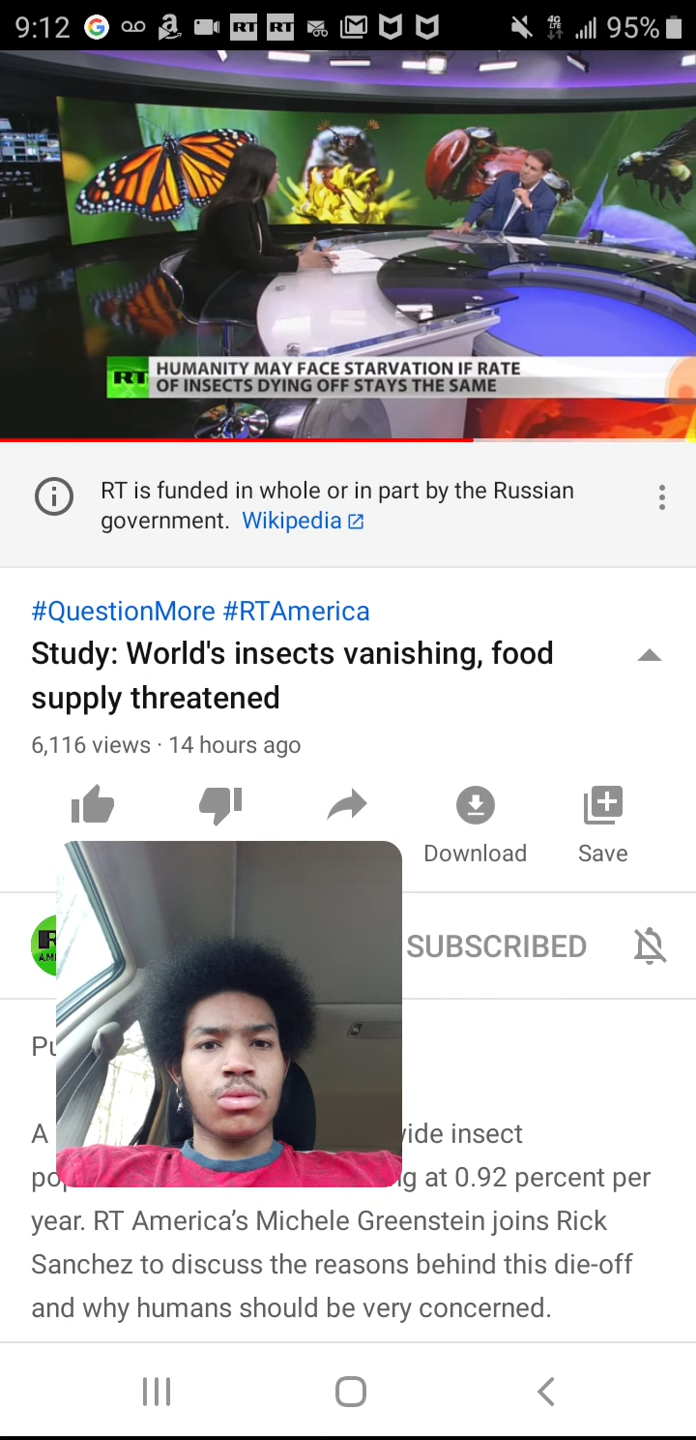 9:12 RT RT 4G LTE 95%
RT HUMANITY MAY FACE STARVATION IF RATE
OF INSECTS DYING OFF STAYS THE SAME
RT is funded in whole or in part by the Russian
government. Wikipedia
#QuestionMore #RTAmerica
Study: World's insects vanishing, food
supply threatened
6,116 views · 14 hours ago
Download Save
SUBSCRIBED
A
insect
at 0.92 percent per
year. RT America’s Michele Greenstein joins Rick
Sanchez to discuss the reasons behind this die-off
and why humans should be very concerned.